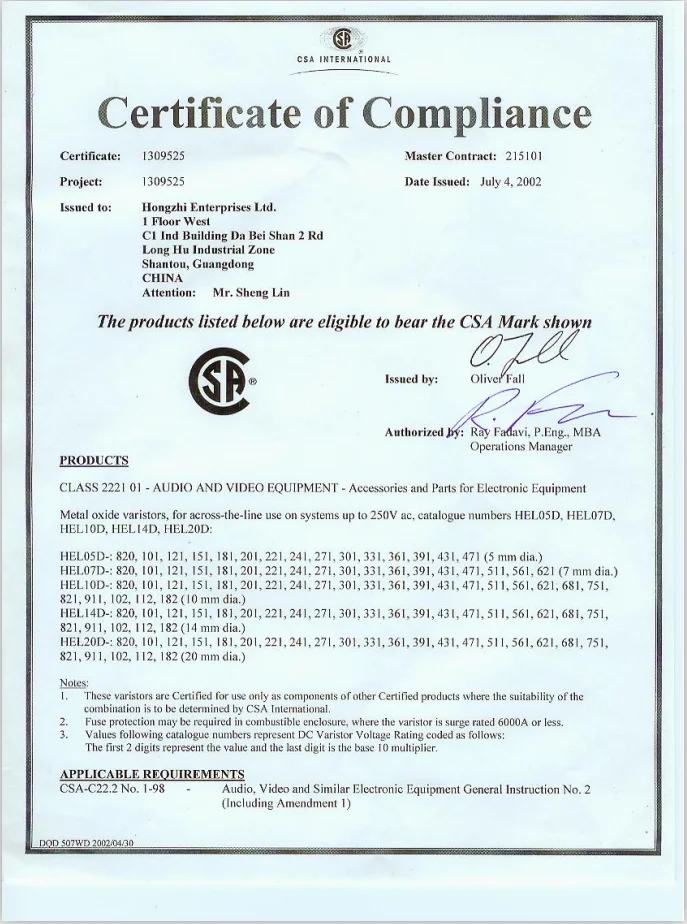 CSA INTERNATIONAL
Certificate of Compliance
Certificate: 1309525 Master Contract: 215101
Project: 1309525 Date Issued: July 4, 2002
Issued to: Hongzhi Enterprises Ltd.
1 Floor West
C1 Ind Building Da Bei Shan 2 Rd
Long Hu Industrial Zone
Shantou, Guangdong
CHINA
Attention: Mr. Sheng Lin
The products listed below are eligible to bear the CSA Mark shown
CSA ®
Issued by: Oliver Fall
Authorized by: Ray Fadavi, P.Eng., MBA
Operations Manager
PRODUCTS
CLASS 2221 01 - AUDIO AND VIDEO EQUIPMENT - Accessories and Parts for Electronic Equipment
Metal oxide varistors, for across-the-line use on systems up to 250V ac, catalogue numbers HEL05D, HEL07D,
HEL10D, HEL14D, HEL20D:
HEL05D-: 820, 101, 121, 151, 181, 201, 221, 241, 271, 301, 331, 361, 391, 431, 471 (5 mm dia.)
HEL07D-: 820, 101, 121, 151, 181, 201, 221, 241, 271, 301, 331, 361, 391, 431, 471, 511, 561, 621 (7 mm dia.)
HEL10D-: 820, 101, 121, 151, 181, 201, 221, 241, 271, 301, 331, 361, 391, 431, 471, 511, 561, 621, 681, 751,
821, 911, 102, 112, 182 (10 mm dia.)
HEL14D-: 820, 101, 121, 151, 181, 201, 221, 241, 271, 301, 331, 361, 391, 431, 471, 511, 561, 621, 681, 751,
821, 911, 102, 112, 182 (14 mm dia.)
HEL20D-: 820, 101, 121, 151, 181, 201, 221, 241, 271, 301, 331, 361, 391, 431, 471, 511, 561, 621, 681, 751,
821, 911, 102, 112, 182 (20 mm dia.)
Notes:
1. These varistors are Certified for use only as components of other Certified products where the suitability of the
combination is to be determined by CSA International.
2. Fuse protection may be required in combustible enclosure, where the varistor is surge rated 6000A or less.
3. Values following catalogue numbers represent DC Varistor Voltage Rating coded as follows:
The first 2 digits represent the value and the last digit is the base 10 multiplier.
APPLICABLE REQUIREMENTS
CSA-C22.2 No. 1-98 - Audio, Video and Similar Electronic Equipment General Instruction No. 2
(Including Amendment 1)
DQD 507WD 2002/04/30